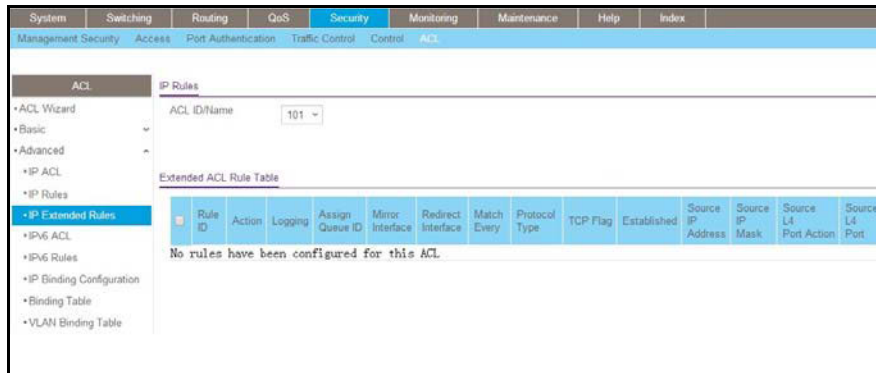 System Switching Routing QoS Security Monitoring Maintenance Help Index
Management Security Access Port Authentication Traffic Control Control ACL
ACL
IP Rules
• ACL Wizard
ACL ID/Name 101
• Basic
• Advanced
• IP ACL
Extended ACL Rule Table
• IP Rules
• IP Extended Rules
Rule ID Action Logging Assign Queue ID Mirror Interface Redirect Interface Match Every Protocol Type TCP Flag Established Source IP Address Source IP Mask Source L4 Port Action Source L4 Port
• IPv6 ACL
• IPv6 Rules
No rules have been configured for this ACL
• IP Binding Configuration
• Binding Table
• VLAN Binding Table